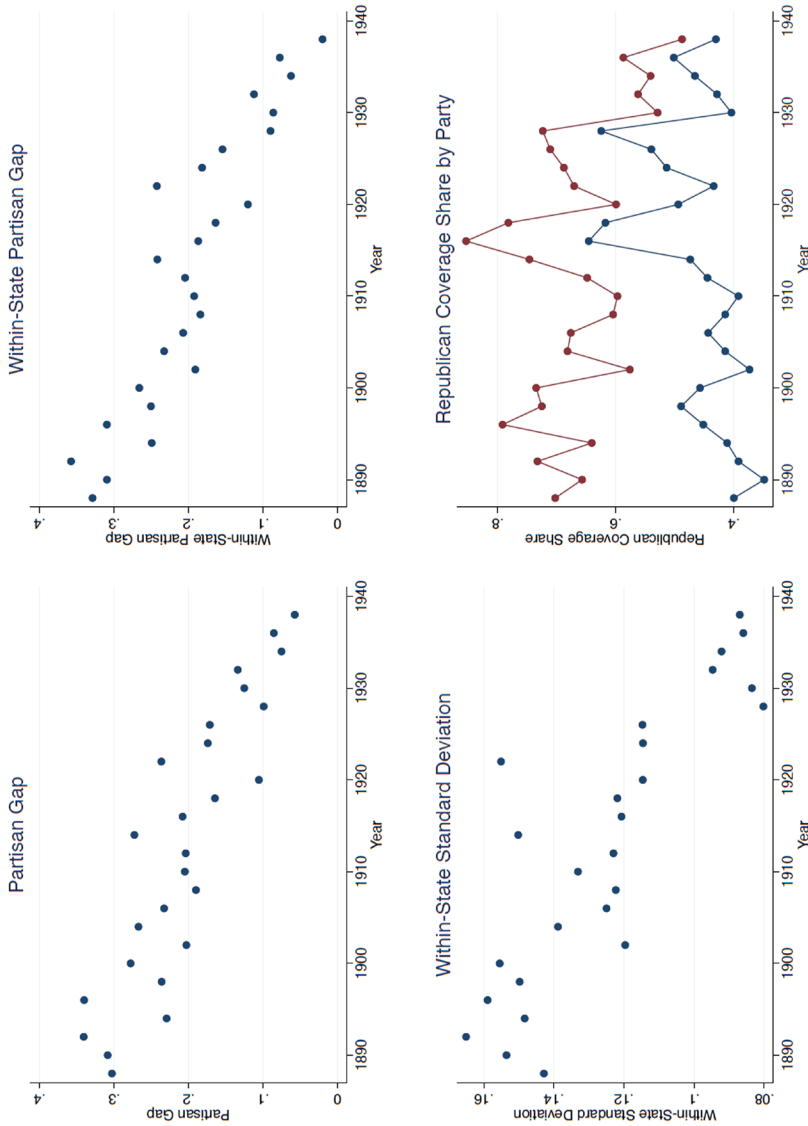 Partisan Gap
Partisan Gap
.4
.3
.2
.1
0
1890 1900 1910 1920 1930 1940
Year
Within-State Partisan Gap
Within-State Partisan Gap
.4
.3
.2
.1
0
1890 1900 1910 1920 1930 1940
Year
Within-State Standard Deviation
Within-State Standard Deviation
.16
.14
.12
.1
.08
1890 1900 1910 1920 1930 1940
Year
Republican Coverage Share by Party
Republican Coverage Share
.8
.6
.4
1890 1900 1910 1920 1930 1940
Year